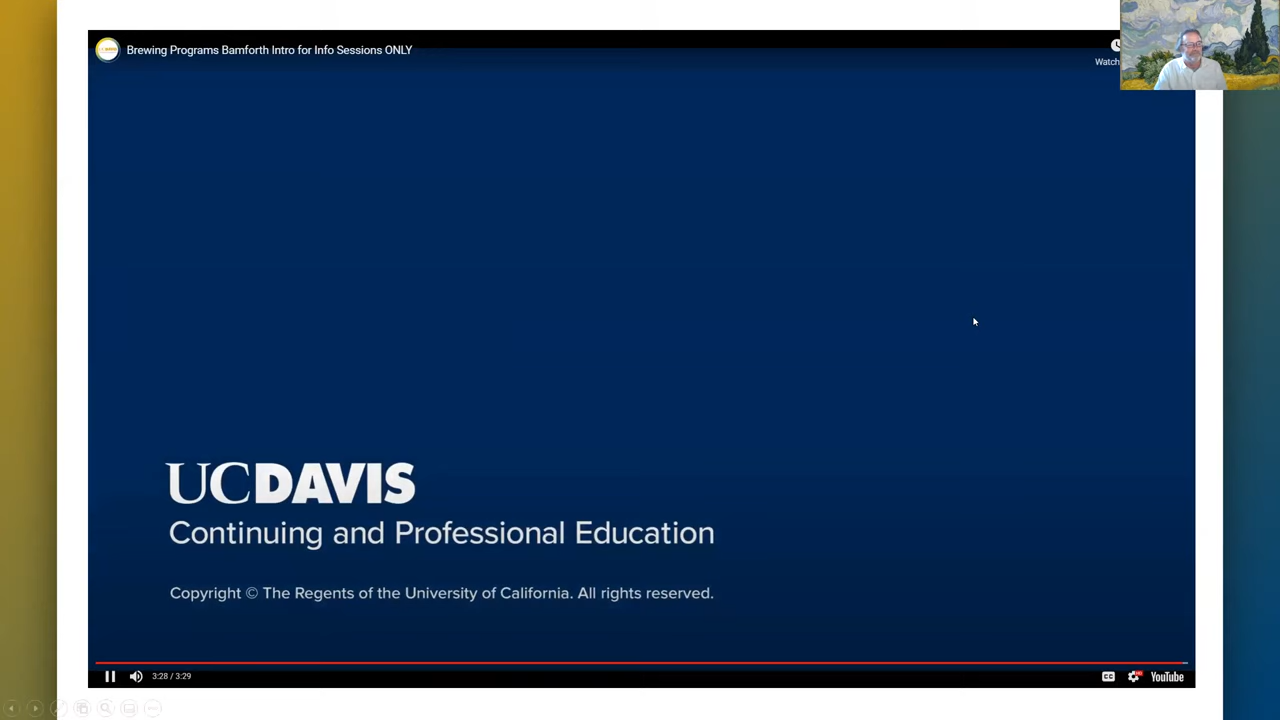 Brewing Programs Bamforth Intro for Info Sessions ONLY
Watch
UCDAVIS
Continuing and Professional Education
Copyright © The Regents of the University of California. All rights reserved.
3:28 / 3:29
CC
YouTube